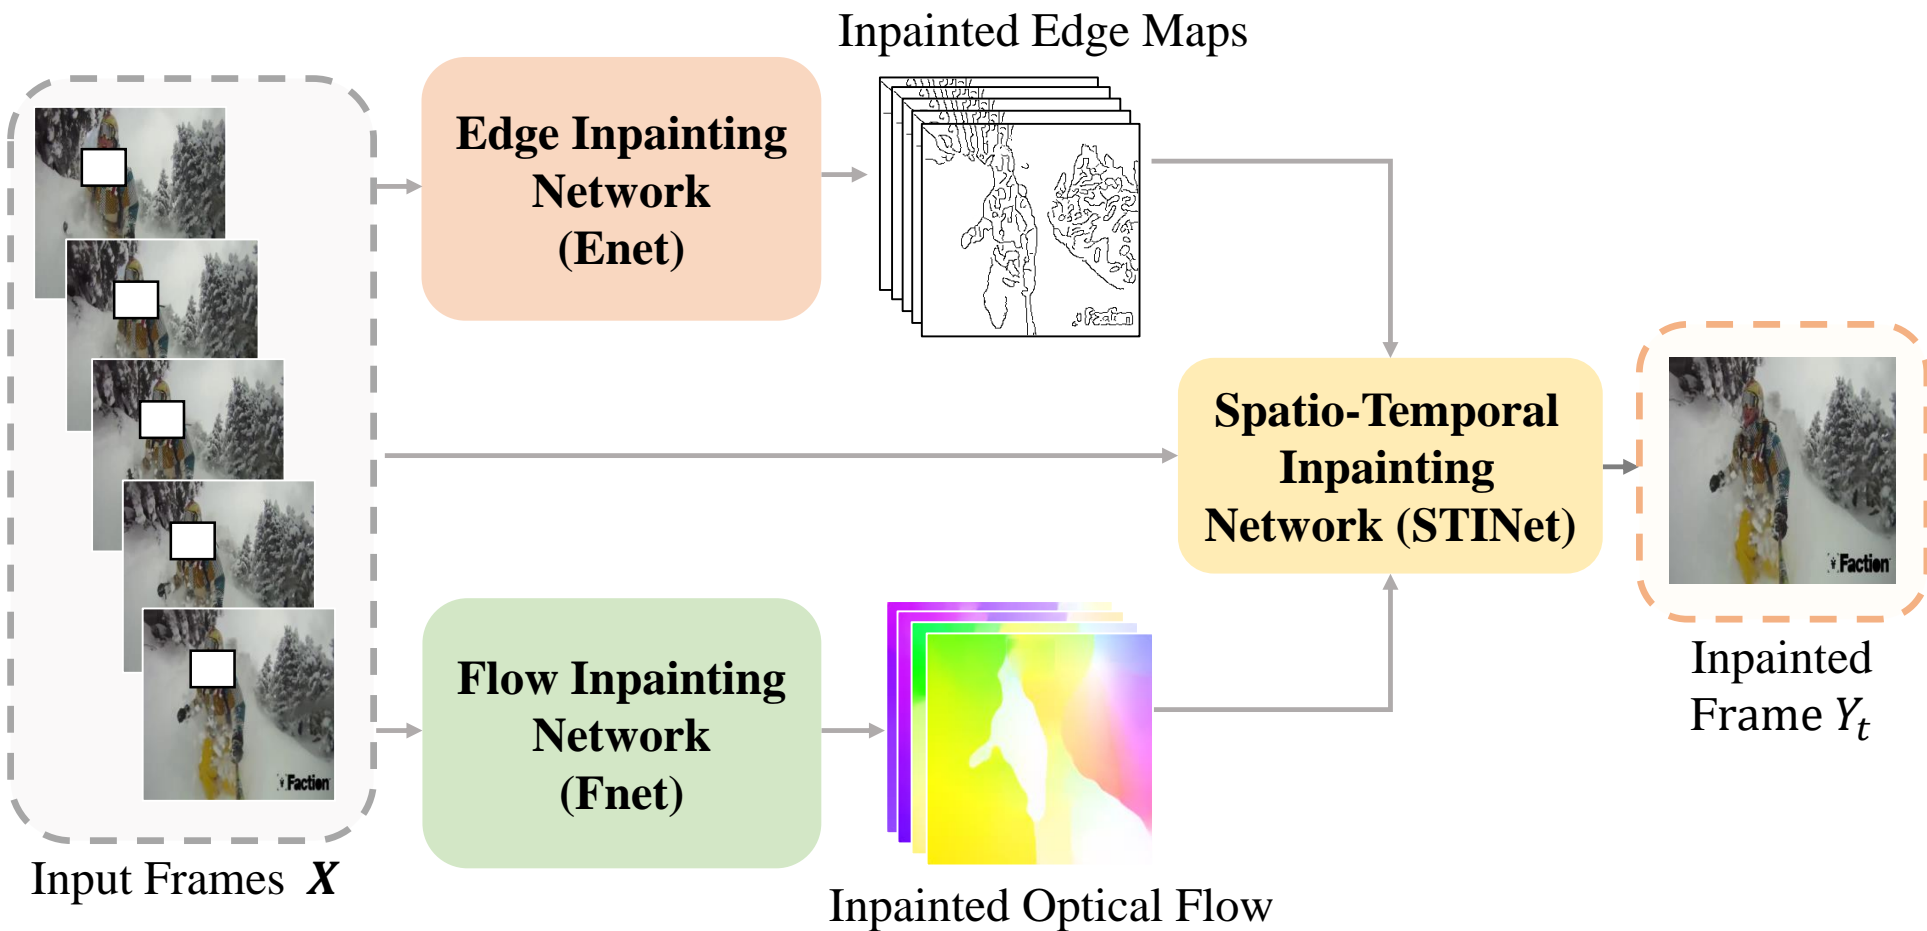 Inpainted Edge Maps
Edge Inpainting
Network
(Enet)
Faction
Spatio-Temporal
Inpainting
Network (STINet)
Faction
Inpainted
Frame Yₜ
Flow Inpainting
Network
(Fnet)
Faction
Input Frames X
Inpainted Optical Flow